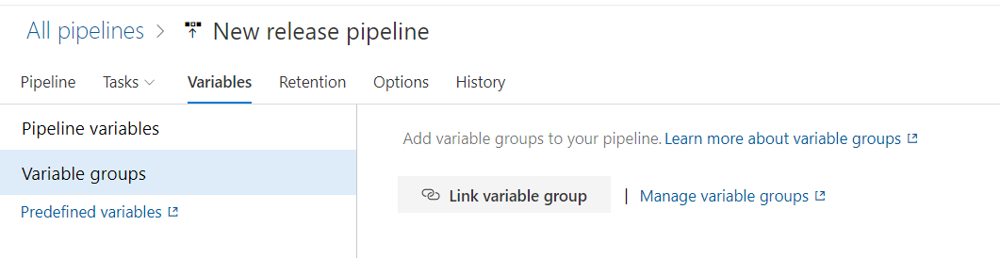 All pipelines > New release pipeline
Pipeline Tasks Variables Retention Options History
Pipeline variables
Variable groups
Predefined variables
Add variable groups to your pipeline. Learn more about variable groups
Link variable group | Manage variable groups